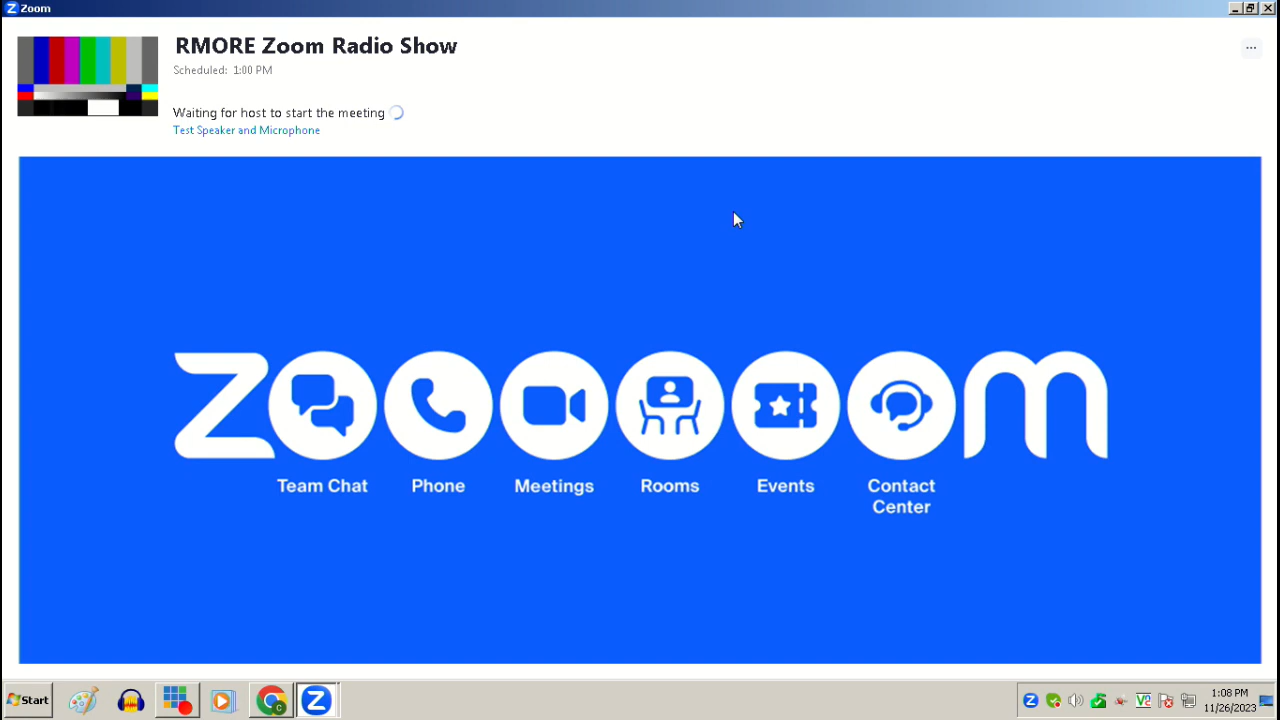 Zoom
RMORE Zoom Radio Show
Scheduled: 1:00 PM
Waiting for host to start the meeting
Test Speaker and Microphone
zoooooom
Team Chat
Phone
Meetings
Rooms
Events
Contact
Center
Start
1:08 PM
11/26/2023